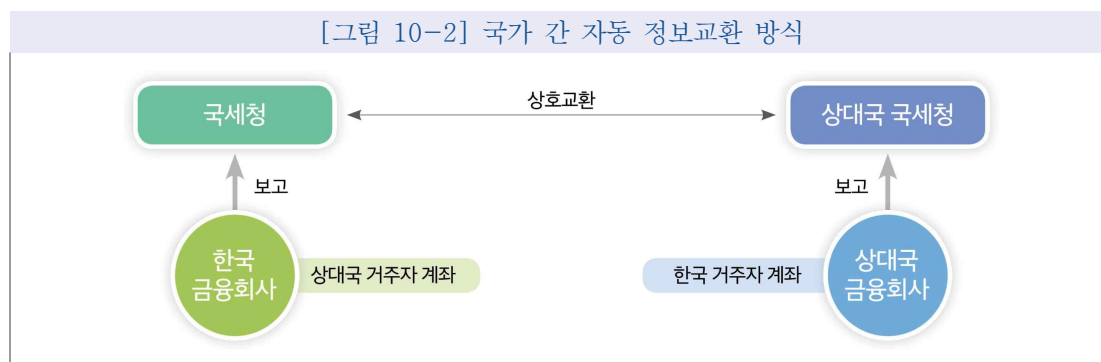 [그림 10-2] 국가 간 자동 정보교환 방식
국세청
상호교환
상대국 국세청
보고
보고
한국
금융회사
상대국 거주자 계좌
한국 거주자 계좌
상대국
금융회사